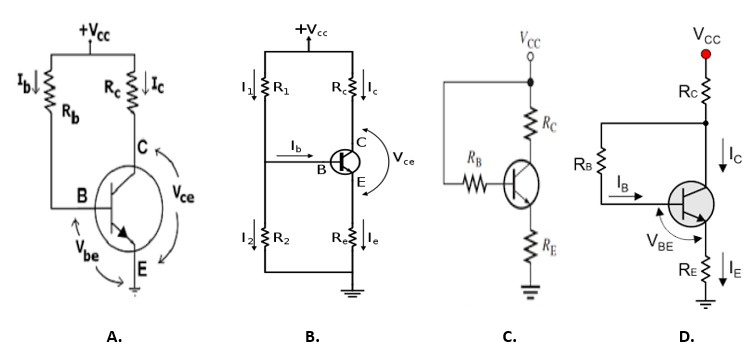 +Vcc
Ib
Rb
Rc
Ic
C
B
Vce
Vbe
E
A.
+Vcc
I1
R1
Rc
Ic
Ib
C
B
Vce
E
I2
R2
Re
Ie
B.
VCC
RC
RB
RE
C.
VCC
RC
IC
RB
IB
VBE
RE
IE
D.